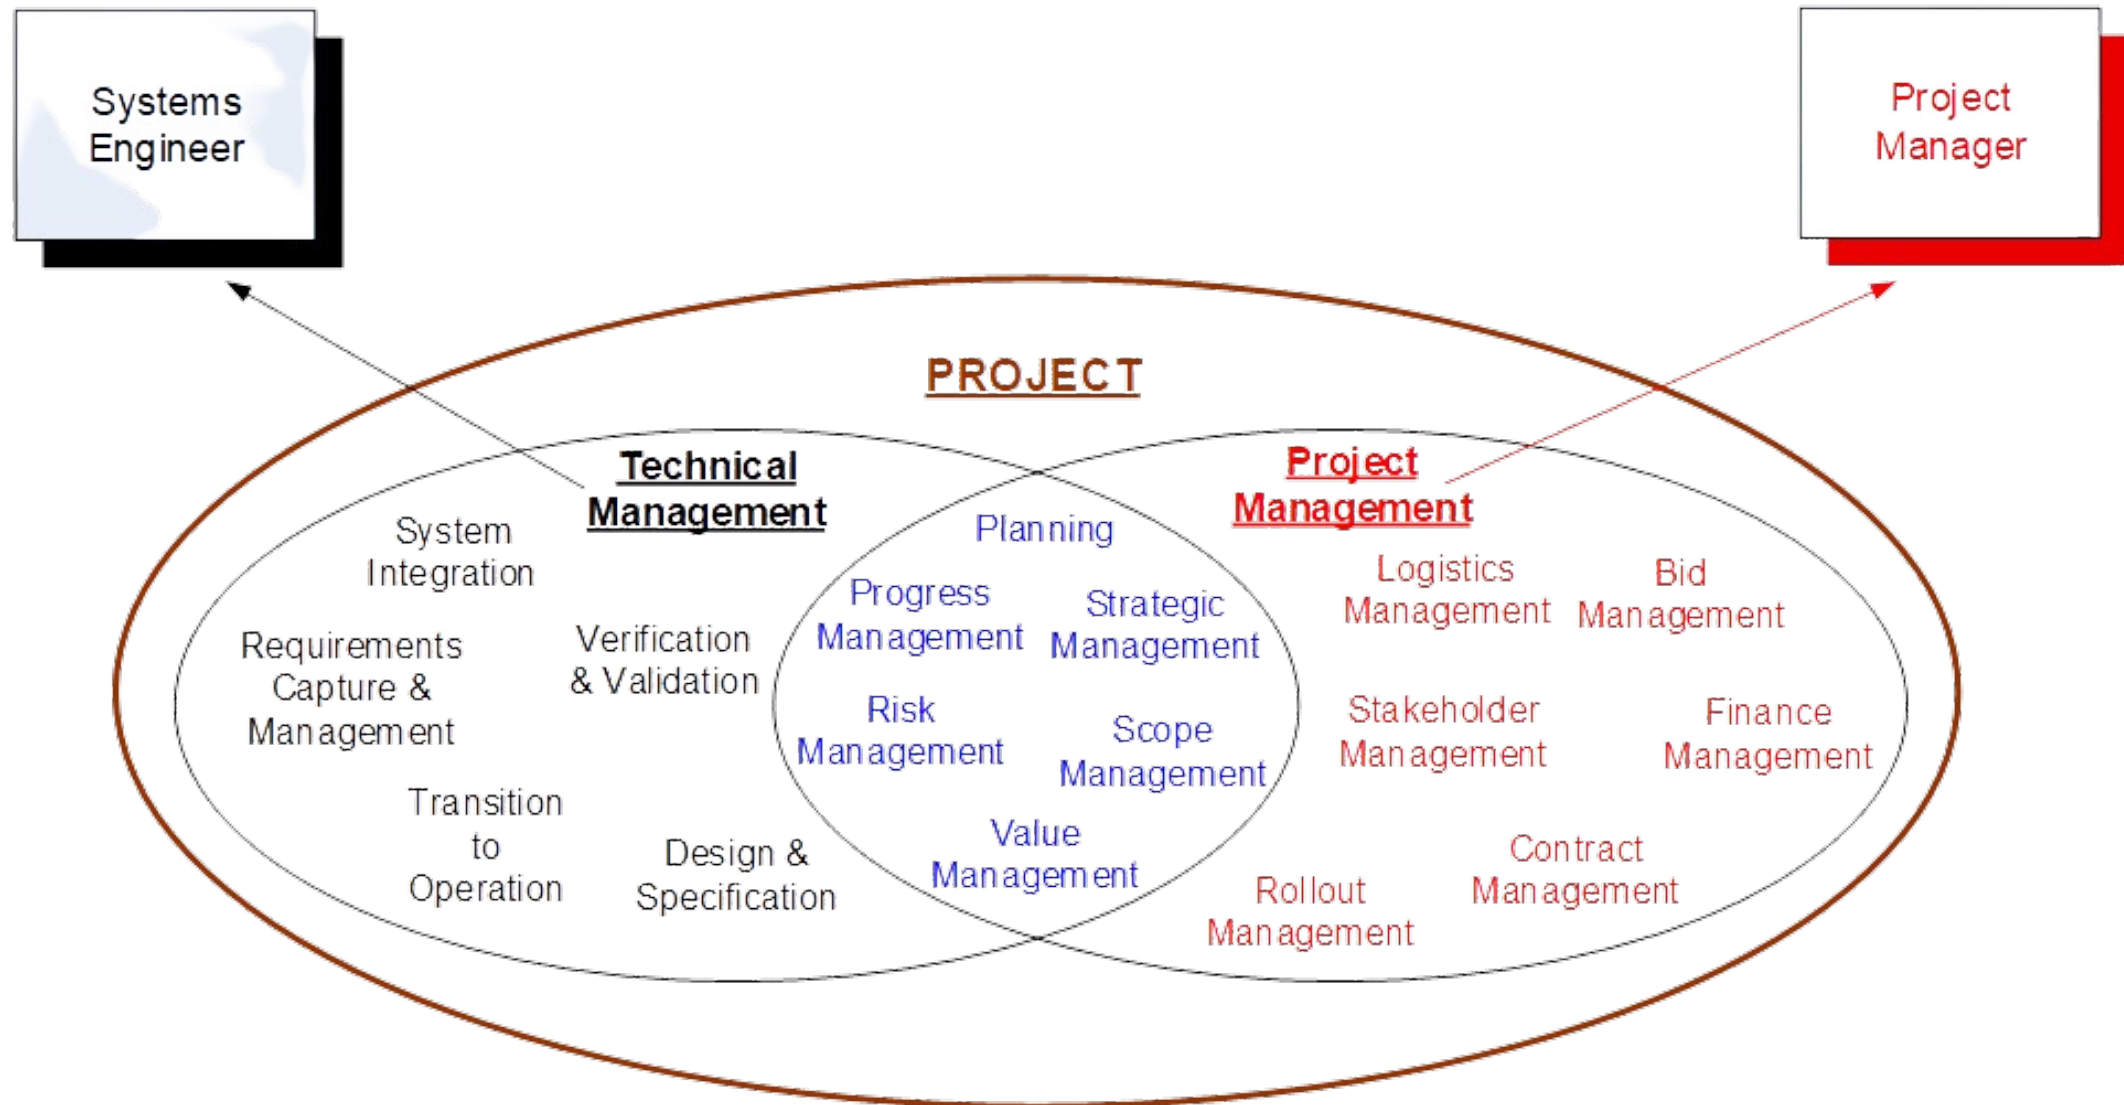 Systems
Engineer
Project
Manager
PROJECT
Technical
Management
Project
Management
System
Integration
Requirements
Capture &
Management
Verification
& Validation
Transition
to
Operation
Design &
Specification
Planning
Progress
Management
Strategic
Management
Risk
Management
Scope
Management
Value
Management
Logistics
Management
Bid
Management
Stakeholder
Management
Finance
Management
Contract
Management
Rollout
Management